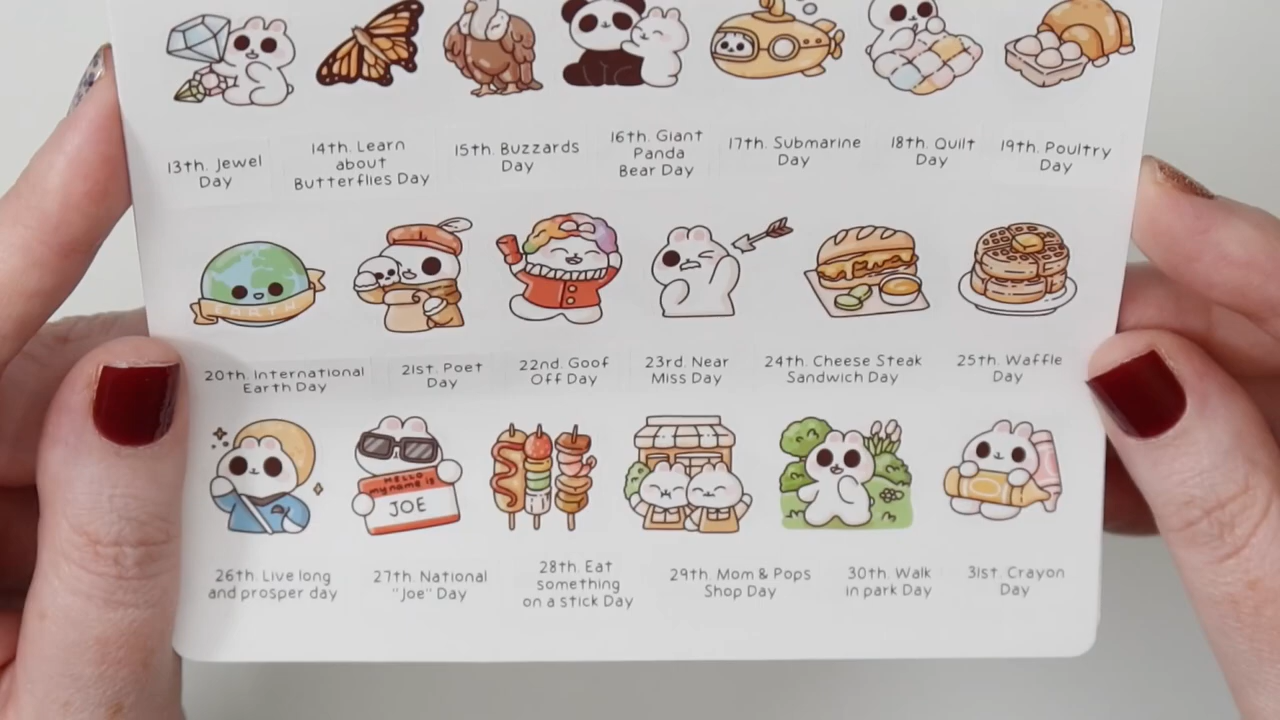 13th. Jewel
Day
14th. Learn
about
Butterflies Day
15th. Buzzards
Day
16th. Giant
Panda
Bear Day
17th. Submarine
Day
18th. Quilt
Day
19th. Poultry
Day
EARTH
20th. International
Earth Day
21st. Poet
Day
22nd. Goof
Off Day
23rd. Near
Miss Day
24th. Cheese Steak
Sandwich Day
25th. Waffle
Day
26th. Live long
and prosper day
HELLO
my name is
JOE
27th. National
"Joe" Day
28th. Eat
something
on a stick Day
29th. Mom & Pops
Shop Day
30th. Walk
in park Day
31st. Crayon
Day